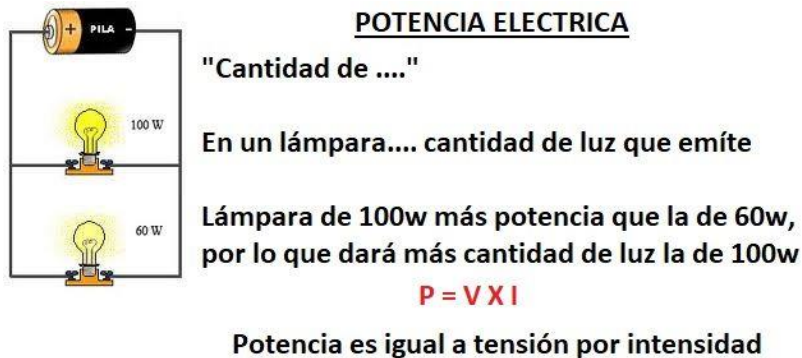 POTENCIA ELECTRICA
+ PILA -
"Cantidad de ...."
100 W
En un lámpara.... cantidad de luz que emíte
60 W
Lámpara de 100w más potencia que la de 60w,
por lo que dará más cantidad de luz la de 100w
P = V X I
Potencia es igual a tensión por intensidad